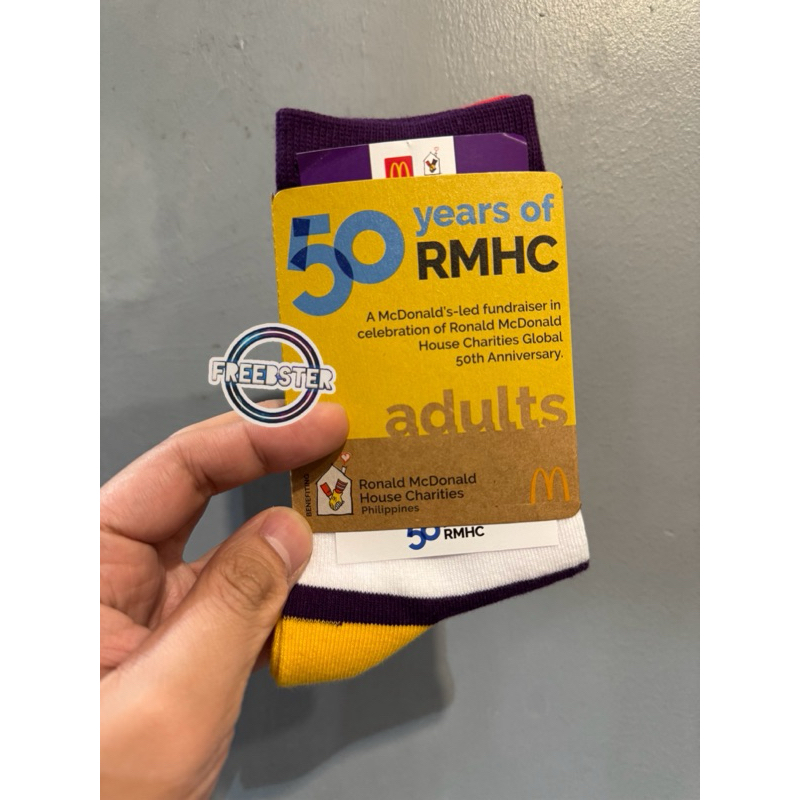 50 years of
RMHC
A McDonald's-led fundraiser in
celebration of Ronald McDonald
House Charities Global
50th Anniversary.
FREEBSTER
adults
BENEFITING
Ronald McDonald
House Charities
Philippines
50 RMHC